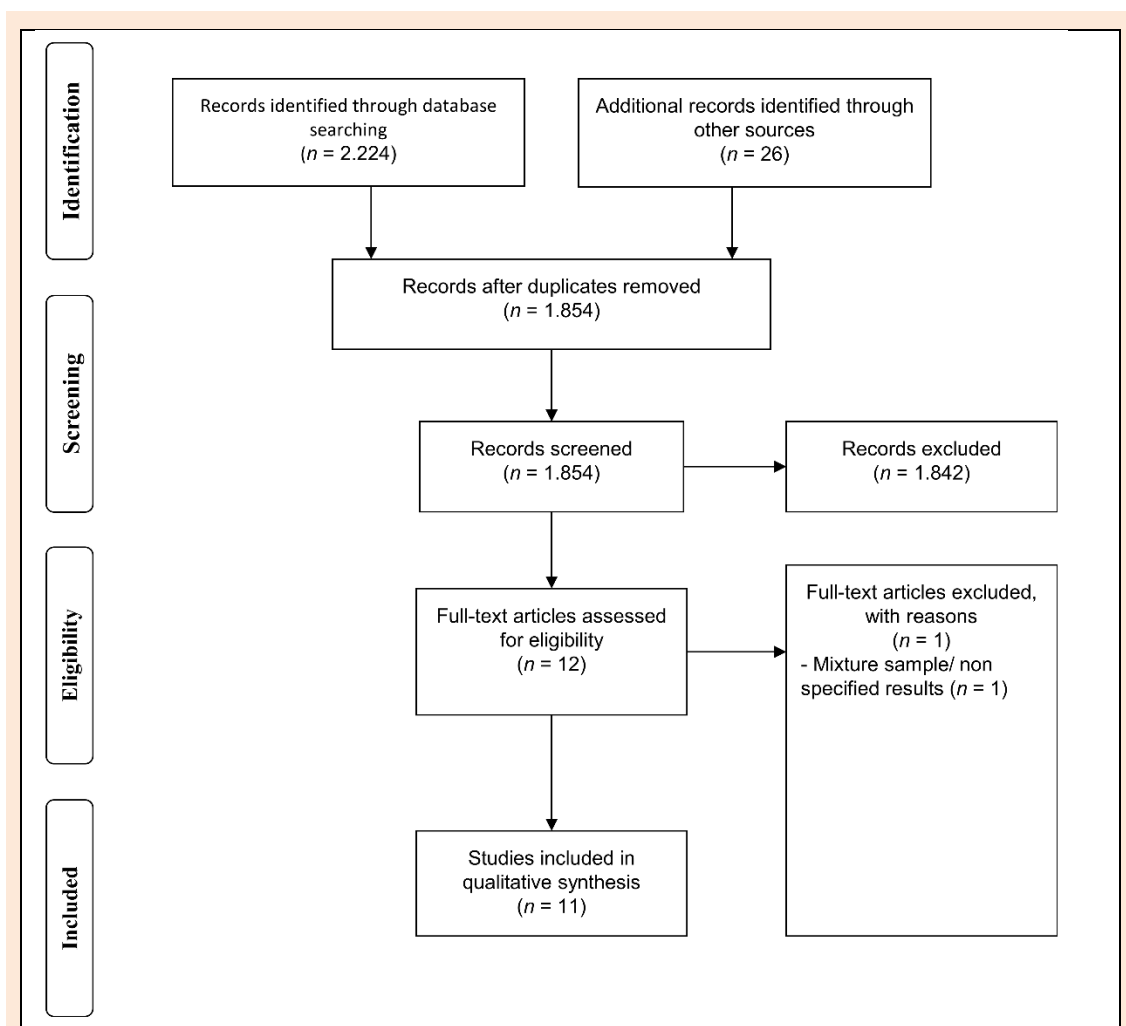 Identification
Records identified through database
searching
(n = 2.224)
Additional records identified through
other sources
(n = 26)
Records after duplicates removed
(n = 1.854)
Screening
Records screened
(n = 1.854)
Records excluded
(n = 1.842)
Eligibility
Full-text articles assessed
for eligibility
(n = 12)
Full-text articles excluded,
with reasons
(n = 1)
- Mixture sample/ non
specified results (n = 1)
Included
Studies included in
qualitative synthesis
(n = 11)